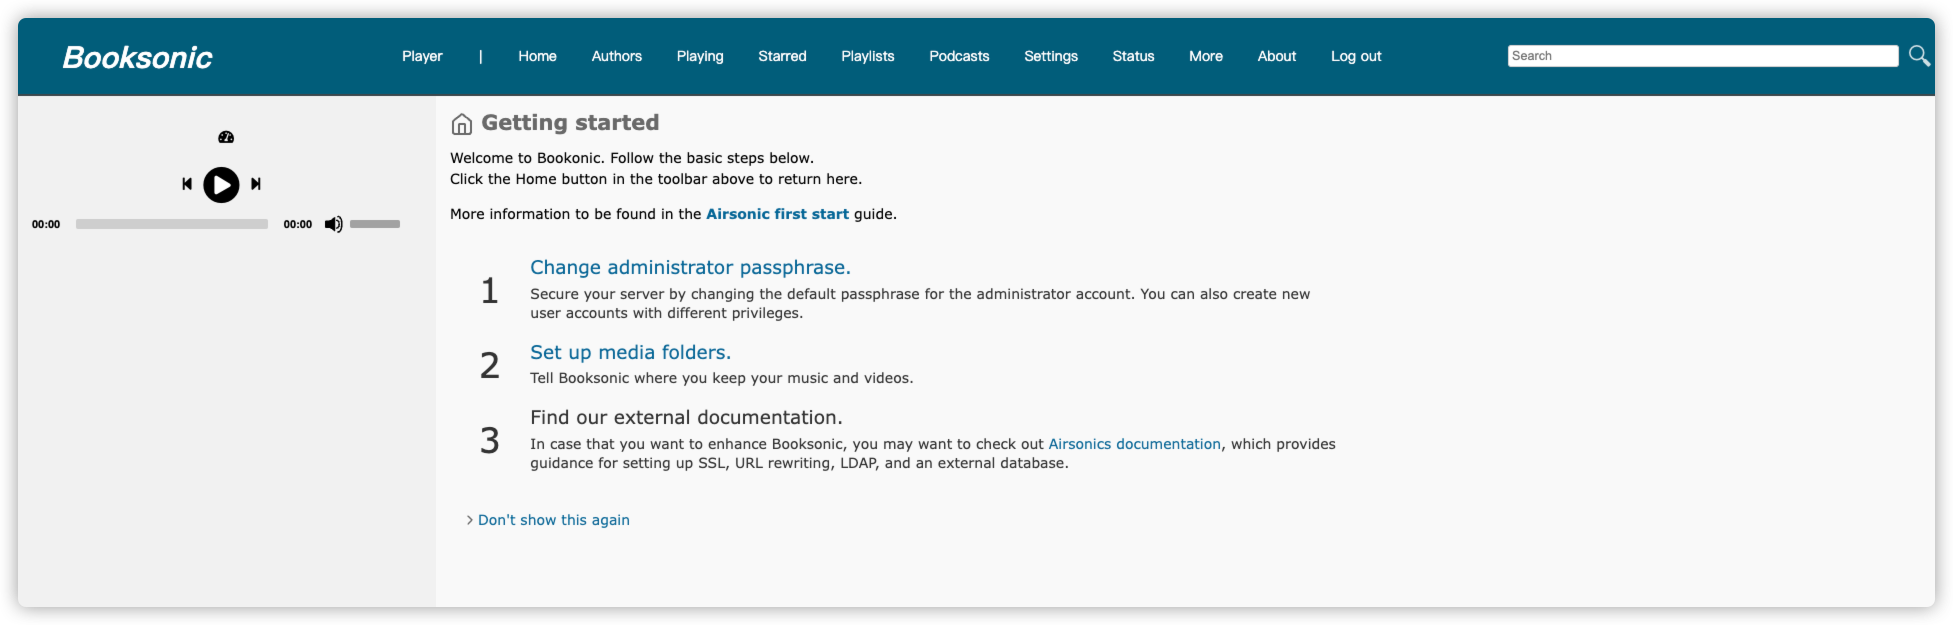 Booksonic
Player | Home Authors Playing Starred Playlists Podcasts Settings Status More About Log out
Search
00:00 00:00
Getting started
Welcome to Bookonic. Follow the basic steps below.
Click the Home button in the toolbar above to return here.
More information to be found in the Airsonic first start guide.
1
Change administrator passphrase.
Secure your server by changing the default passphrase for the administrator account. You can also create new
user accounts with different privileges.
2
Set up media folders.
Tell Booksonic where you keep your music and videos.
3
Find our external documentation.
In case that you want to enhance Booksonic, you may want to check out Airsonics documentation, which provides
guidance for setting up SSL, URL rewriting, LDAP, and an external database.
Don't show this again